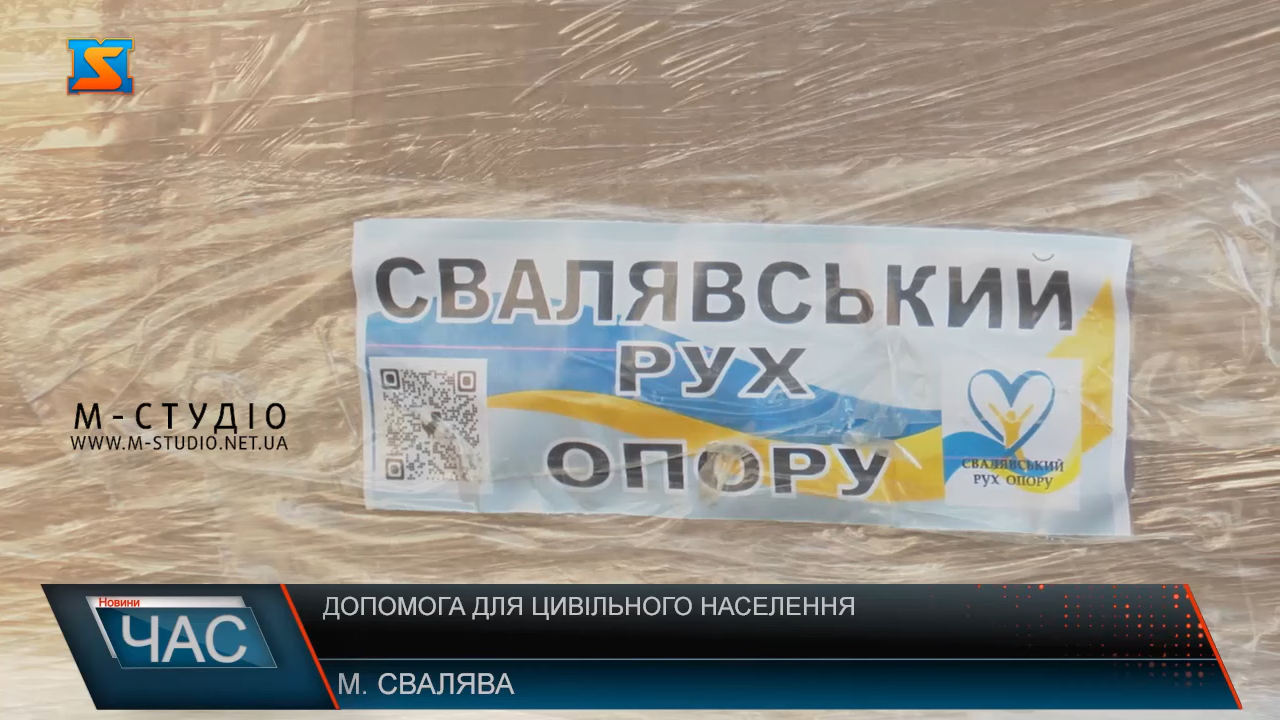 СВАЛЯВСЬКИЙ
РУХ
ОПОРУ
СВАЛЯВСЬКИЙ
РУХ ОПОРУ
М-СТУДІО
WWW.M-STUDIO.NET.UA
Новини
ЧАС
ДОПОМОГА ДЛЯ ЦИВІЛЬНОГО НАСЕЛЕННЯ
М. СВАЛЯВА